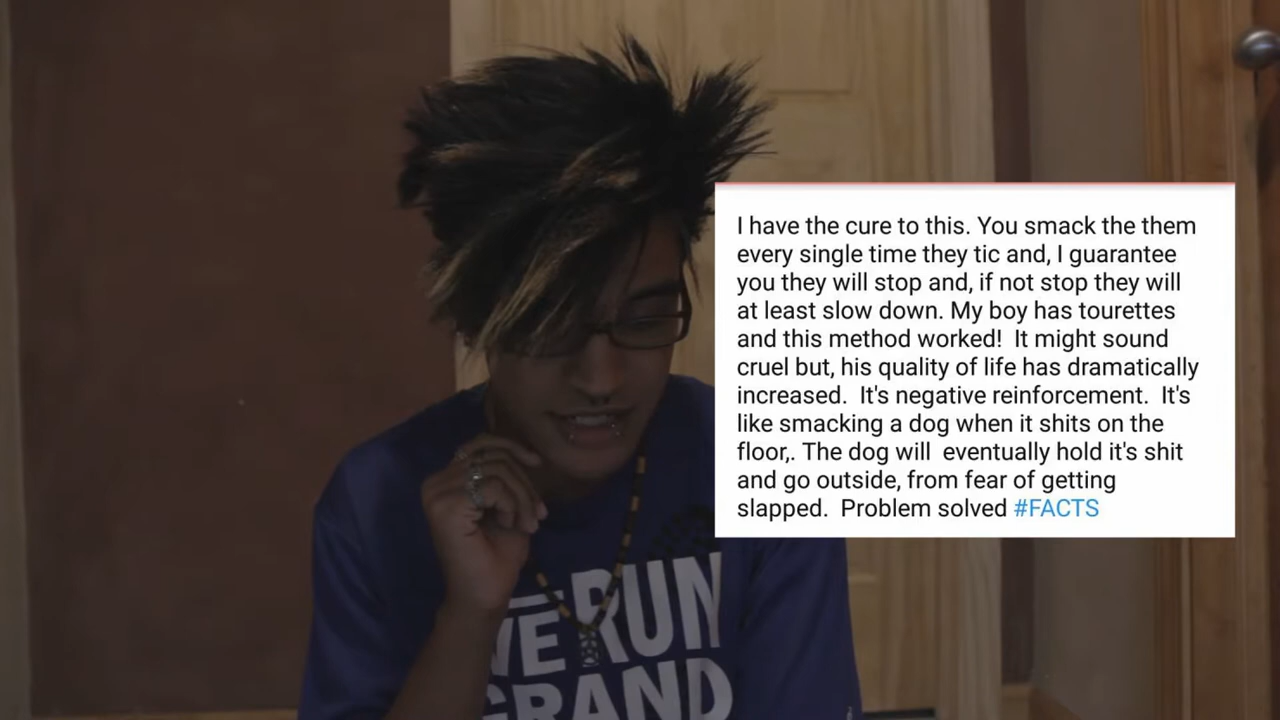 I have the cure to this. You smack the them
every single time they tic and, I guarantee
you they will stop and, if not stop they will
at least slow down. My boy has tourettes
and this method worked!  It might sound
cruel but, his quality of life has dramatically
increased.  It's negative reinforcement.  It's
like smacking a dog when it shits on the
floor,. The dog will  eventually hold it's shit
and go outside, from fear of getting
slapped.  Problem solved #FACTS
WE RUN
GRAND